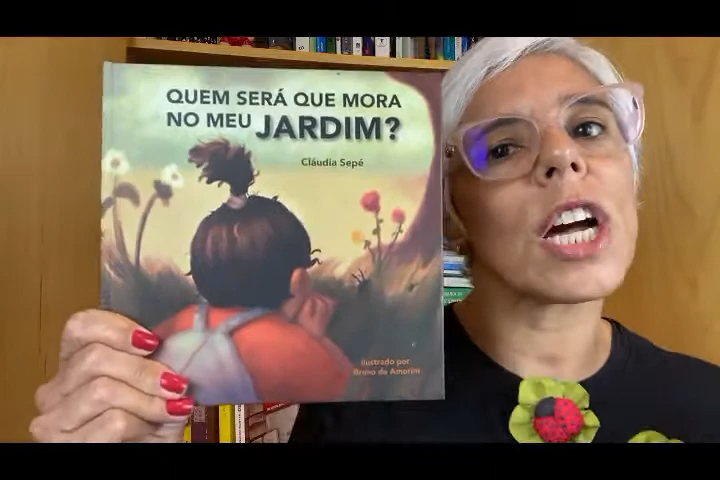 QUEM SERÁ QUE MORA
NO MEU JARDIM?
Cláudia Sepé
ilustrado por
Bruno de Amorim